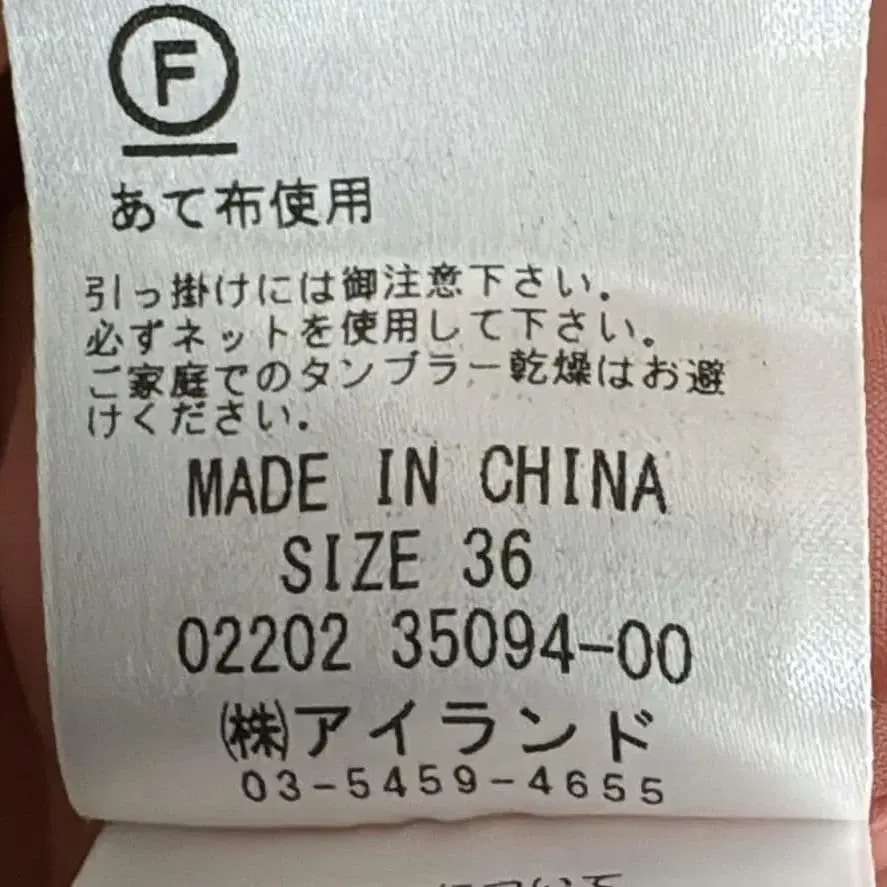 F
あて布使用
引っ掛けには御注意下さい.
必ずネットを使用して下さい.
ご家庭でのタンブラー乾燥はお避
けください.
MADE IN CHINA
SIZE 36
02202 35094-00
㈱アイランド
03-5459-4655